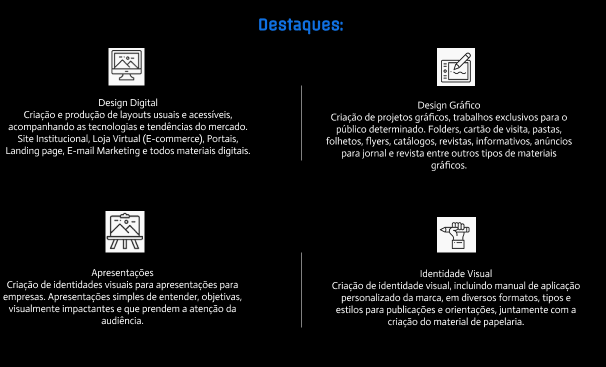 Destaques:
Design Digital
Criação e produção de layouts usuais e acessíveis,
acompanhando as tecnologias e tendências do mercado.
Site Institucional, Loja Virtual (E-commerce), Portais,
Landing page, E-mail Marketing e todos materiais digitais.
Design Gráfico
Criação de projetos gráficos, trabalhos exclusivos para o
público determinado. Folders, cartão de visita, pastas,
folhetos, flyers, catálogos, revistas, informativos, anúncios
para jornal e revista entre outros tipos de materiais
gráficos.
Apresentações
Criação de identidades visuais para apresentações para
empresas. Apresentações simples de entender, objetivas,
visualmente impactantes e que prendem a atenção da
audiência.
Identidade Visual
Criação de identidade visual, incluindo manual de aplicação
personalizado da marca, em diversos formatos, tipos e
estilos para publicações e orientações, juntamente com a
criação do material de papelaria.